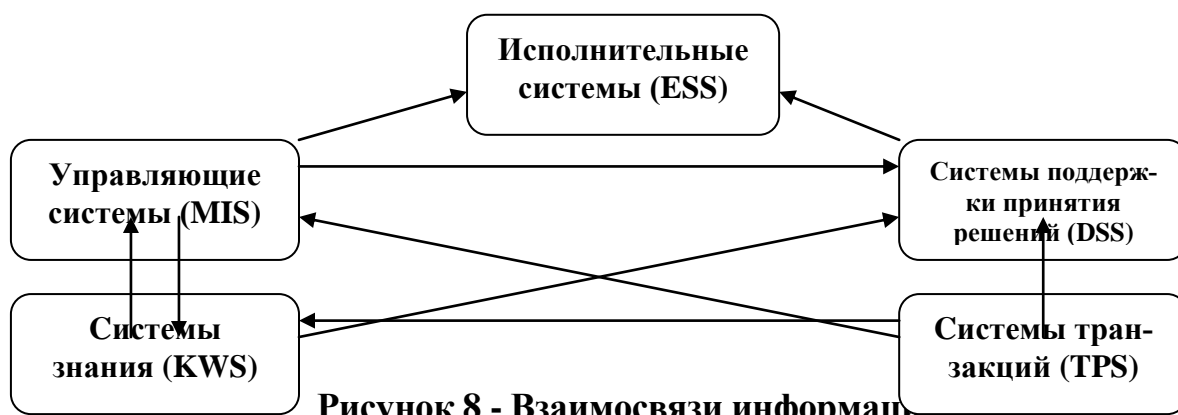 Исполнительные
системы (ESS)
Управляющие
системы (MIS)
Системы поддерж-
ки принятия
решений (DSS)
Системы
знания (KWS)
Системы тран-
закций (TPS)
Рисунок 8 - Взаимосвязи